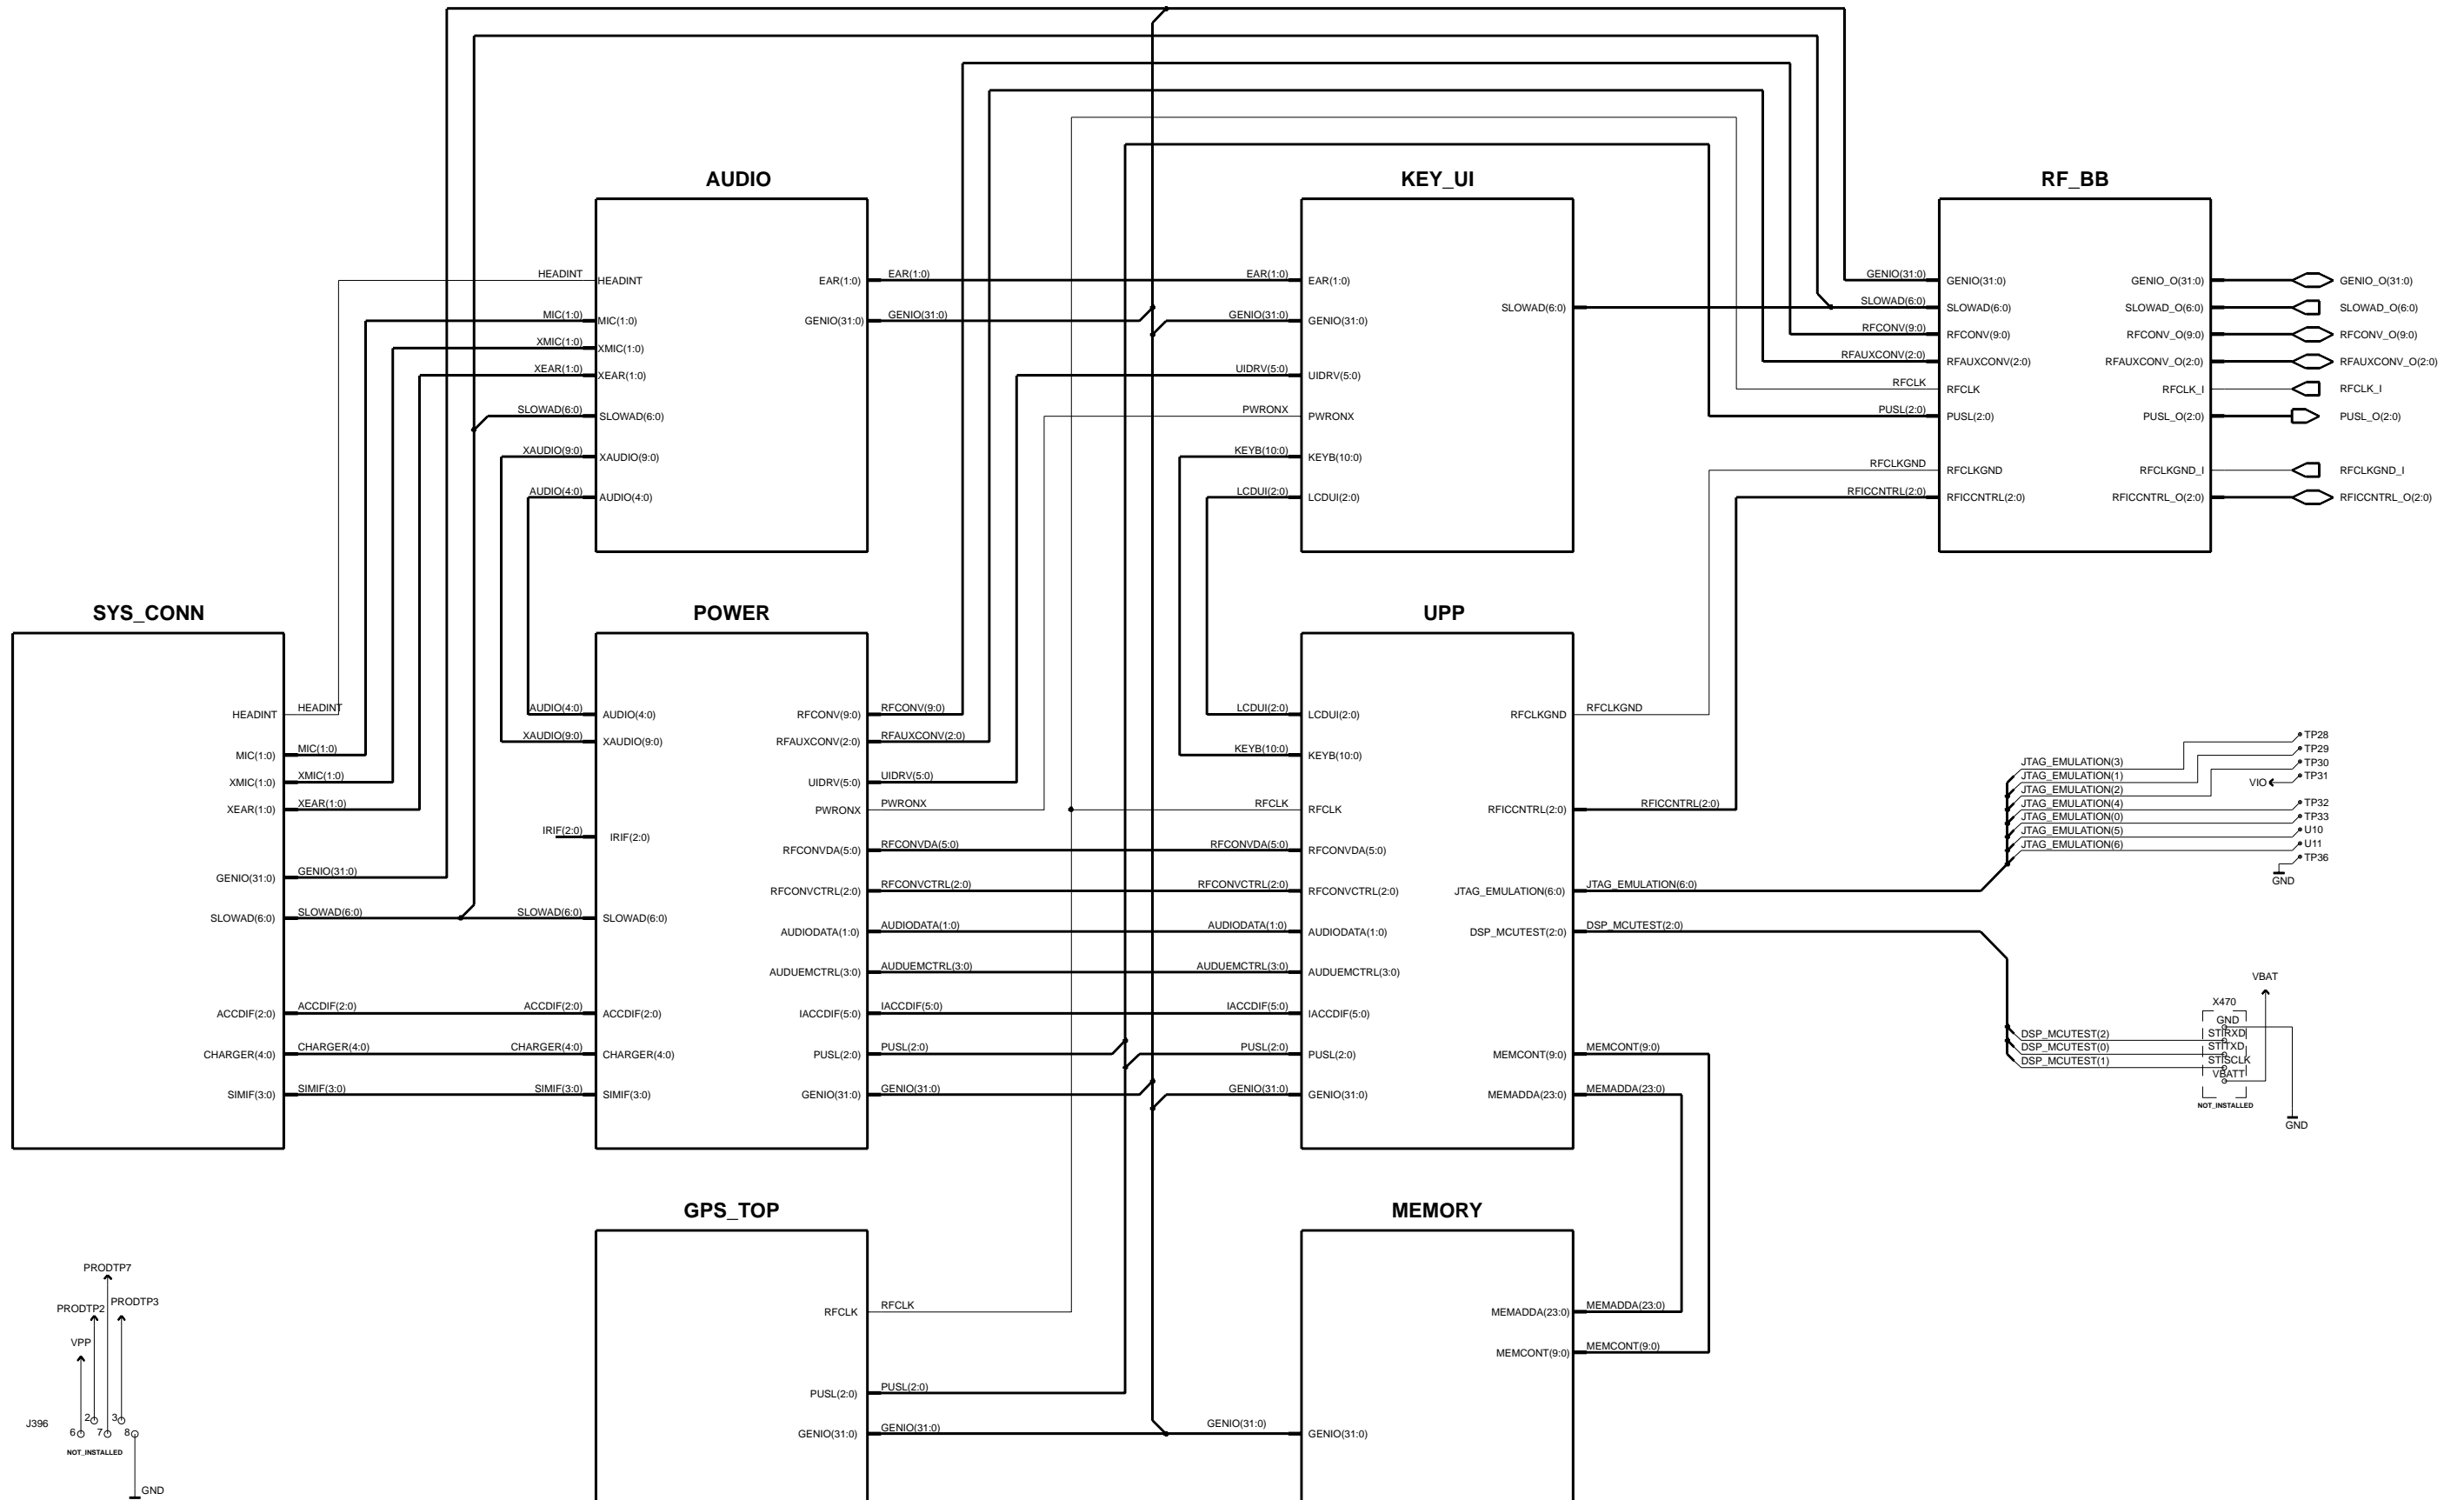 AUDIO
HEADINT
HEADINT
EAR(1:0)
EAR(1:0)
MIC(1:0)
MIC(1:0)
GENIO(31:0)
GENIO(31:0)
XMIC(1:0)
XMIC(1:0)
XEAR(1:0)
XEAR(1:0)
SLOWAD(6:0)
SLOWAD(6:0)
XAUDIO(9:0)
XAUDIO(9:0)
AUDIO(4:0)
AUDIO(4:0)
KEY_UI
EAR(1:0)
EAR(1:0)
SLOWAD(6:0)
GENIO(31:0)
GENIO(31:0)
UIDRV(5:0)
UIDRV(5:0)
PWRONX
PWRONX
KEYB(10:0)
KEYB(10:0)
LCDUI(2:0)
LCDUI(2:0)
RF_BB
GENIO(31:0)
GENIO(31:0)
GENIO_O(31:0)
GENIO_O(31:0)
SLOWAD(6:0)
SLOWAD(6:0)
SLOWAD_O(6:0)
SLOWAD_O(6:0)
RFCONV(9:0)
RFCONV(9:0)
RFCONV_O(9:0)
RFCONV_O(9:0)
RFAUXCONV(2:0)
RFAUXCONV(2:0)
RFAUXCONV_O(2:0)
RFAUXCONV_O(2:0)
RFCLK
RFCLK
RFCLK_I
RFCLK_I
PUSL(2:0)
PUSL(2:0)
PUSL_O(2:0)
PUSL_O(2:0)
RFCLKGND
RFCLKGND
RFCLKGND_I
RFCLKGND_I
RFICCNTRL(2:0)
RFICCNTRL(2:0)
RFICCNTRL_O(2:0)
RFICCNTRL_O(2:0)
SYS_CONN
HEADINT
HEADINT
MIC(1:0)
MIC(1:0)
XMIC(1:0)
XMIC(1:0)
XEAR(1:0)
XEAR(1:0)
GENIO(31:0)
GENIO(31:0)
SLOWAD(6:0)
SLOWAD(6:0)
ACCDIF(2:0)
ACCDIF(2:0)
CHARGER(4:0)
CHARGER(4:0)
SIMIF(3:0)
SIMIF(3:0)
POWER
AUDIO(4:0)
AUDIO(4:0)
RFCONV(9:0)
RFCONV(9:0)
XAUDIO(9:0)
XAUDIO(9:0)
RFAUXCONV(2:0)
RFAUXCONV(2:0)
UIDRV(5:0)
UIDRV(5:0)
PWRONX
PWRONX
IRIF(2:0)
IRIF(2:0)
RFCONVDA(5:0)
RFCONVDA(5:0)
RFCONVCTRL(2:0)
RFCONVCTRL(2:0)
SLOWAD(6:0)
SLOWAD(6:0)
AUDIODATA(1:0)
AUDIODATA(1:0)
AUDUEMCTRL(3:0)
AUDUEMCTRL(3:0)
ACCDIF(2:0)
ACCDIF(2:0)
IACCDIF(5:0)
IACCDIF(5:0)
CHARGER(4:0)
CHARGER(4:0)
PUSL(2:0)
PUSL(2:0)
SIMIF(3:0)
SIMIF(3:0)
GENIO(31:0)
GENIO(31:0)
UPP
LCDUI(2:0)
LCDUI(2:0)
RFCLKGND
RFCLKGND
KEYB(10:0)
KEYB(10:0)
RFCLK
RFCLK
RFICCNTRL(2:0)
RFICCNTRL(2:0)
RFCONVDA(5:0)
RFCONVDA(5:0)
RFCONVCTRL(2:0)
RFCONVCTRL(2:0)
JTAG_EMULATION(6:0)
JTAG_EMULATION(6:0)
AUDIODATA(1:0)
AUDIODATA(1:0)
DSP_MCUTEST(2:0)
DSP_MCUTEST(2:0)
AUDUEMCTRL(3:0)
AUDUEMCTRL(3:0)
IACCDIF(5:0)
IACCDIF(5:0)
PUSL(2:0)
PUSL(2:0)
MEMCONT(9:0)
MEMCONT(9:0)
GENIO(31:0)
GENIO(31:0)
MEMADDA(23:0)
MEMADDA(23:0)
TP28
TP29
TP30
TP31
TP32
TP33
U10
U11
TP36
JTAG_EMULATION(3)
JTAG_EMULATION(1)
VIO
JTAG_EMULATION(2)
JTAG_EMULATION(4)
JTAG_EMULATION(0)
JTAG_EMULATION(5)
JTAG_EMULATION(6)
GND
VBAT
X470
GND
STIRXD
STITXD
STISCLK
VBATT
DSP_MCUTEST(2)
DSP_MCUTEST(0)
DSP_MCUTEST(1)
NOT_INSTALLED
GND
GPS_TOP
RFCLK
RFCLK
PUSL(2:0)
PUSL(2:0)
GENIO(31:0)
GENIO(31:0)
MEMORY
MEMADDA(23:0)
MEMADDA(23:0)
MEMCONT(9:0)
MEMCONT(9:0)
GENIO(31:0)
GENIO(31:0)
PRODTP7
PRODTP2
PRODTP3
VPP
J396
2
3
6
7
8
NOT_INSTALLED
GND